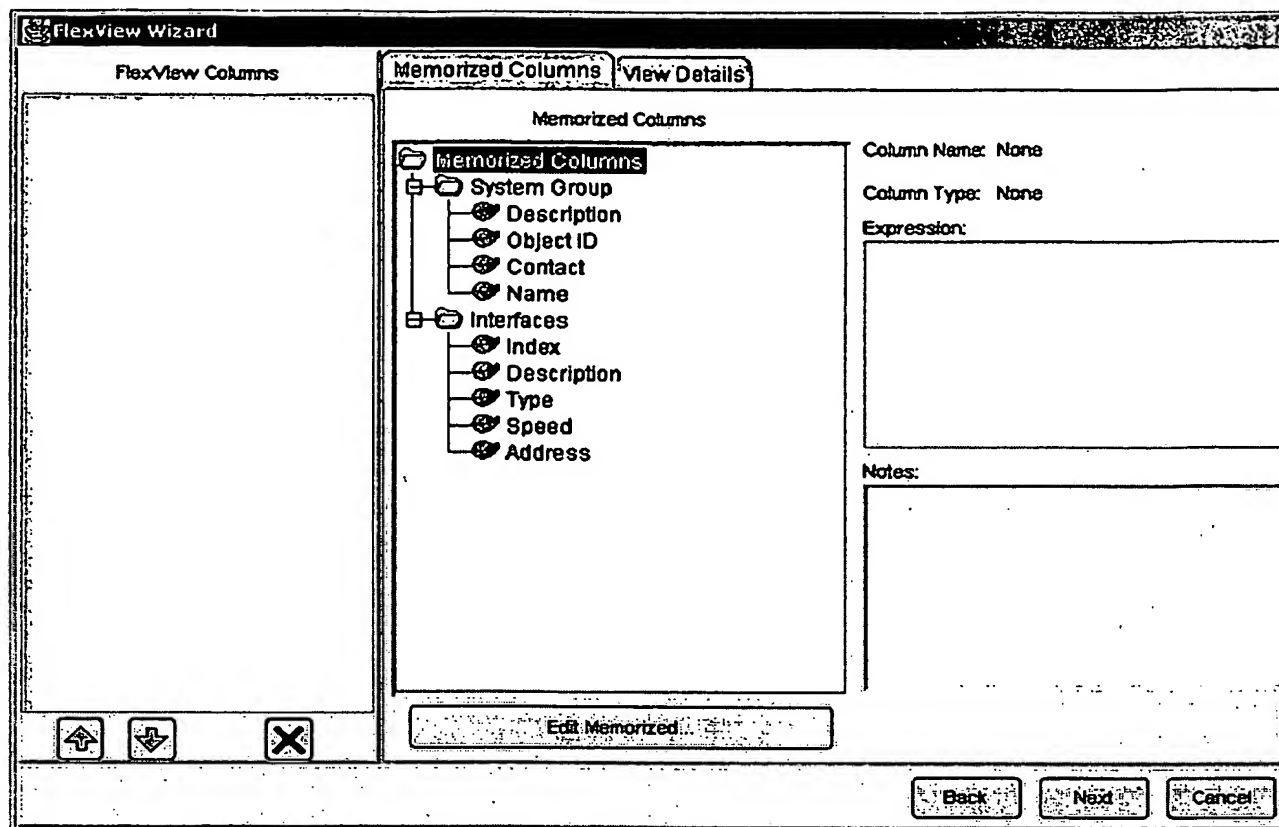 FlexView Wizard
FlexView Columns
Memorized Columns
View Details
Memorized Columns
Memorized Columns
System Group
Description
Object ID
Contact
Name
Interfaces
Index
Description
Type
Speed
Address
Edit Memorized...
Column Name: None
Column Type: None
Expression:
Notes:
Back
Next
Cancel